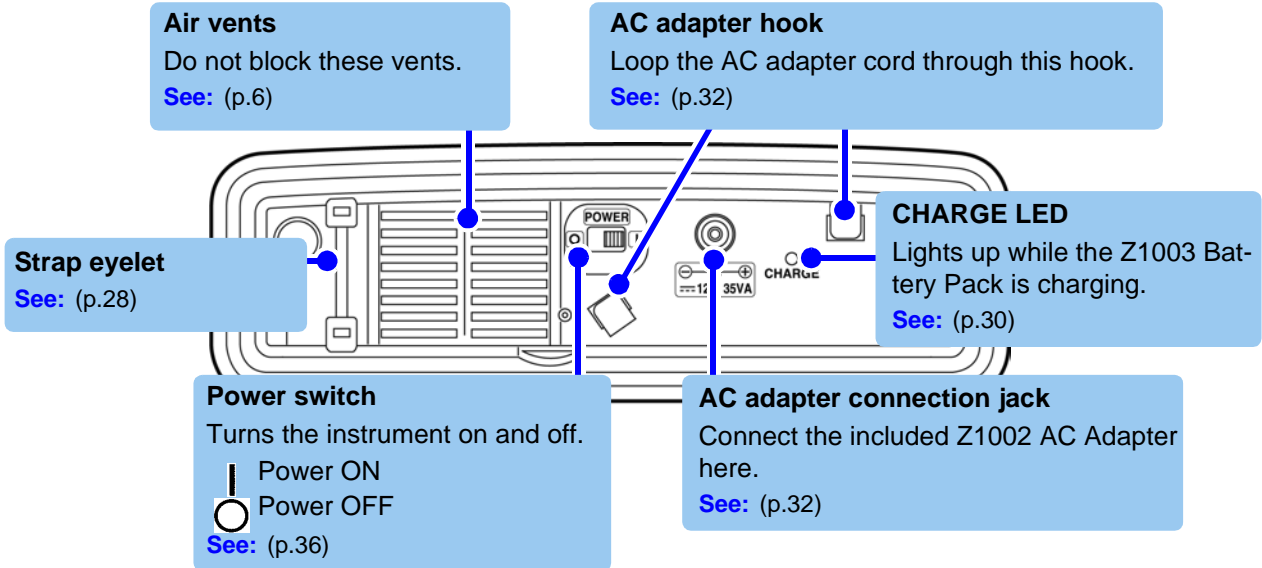 Air vents
Do not block these vents.
See: (p.6)
AC adapter hook
Loop the AC adapter cord through this hook.
See: (p.32)
Strap eyelet
See: (p.28)
POWER
CHARGE
12 35VA
CHARGE LED
Lights up while the Z1003 Bat-
tery Pack is charging.
See: (p.30)
Power switch
Turns the instrument on and off.
Power ON
Power OFF
See: (p.36)
AC adapter connection jack
Connect the included Z1002 AC Adapter
here.
See: (p.32)